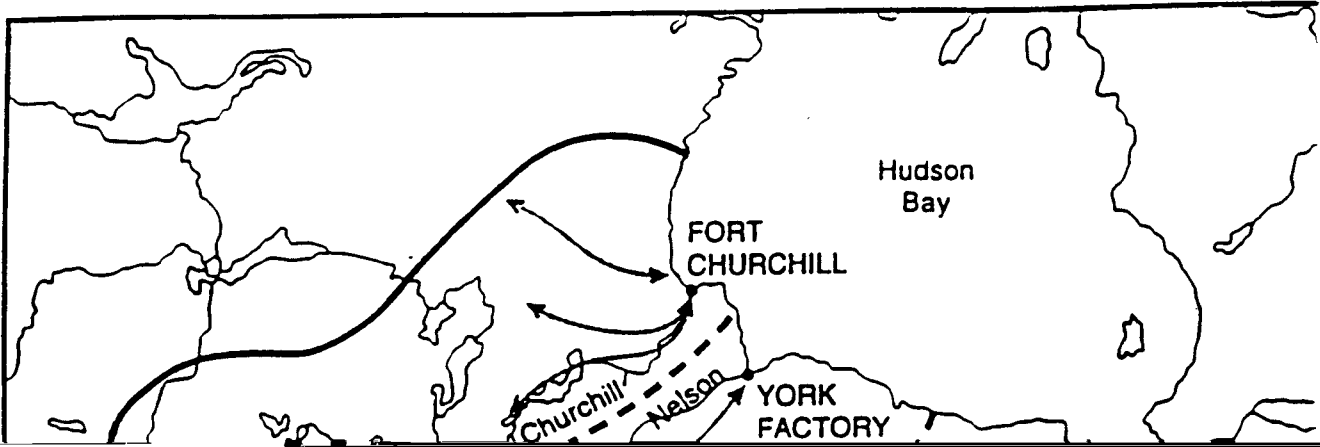 Hudson
Bay
FORT
CHURCHILL
Churchill
Nelson
YORK
FACTORY